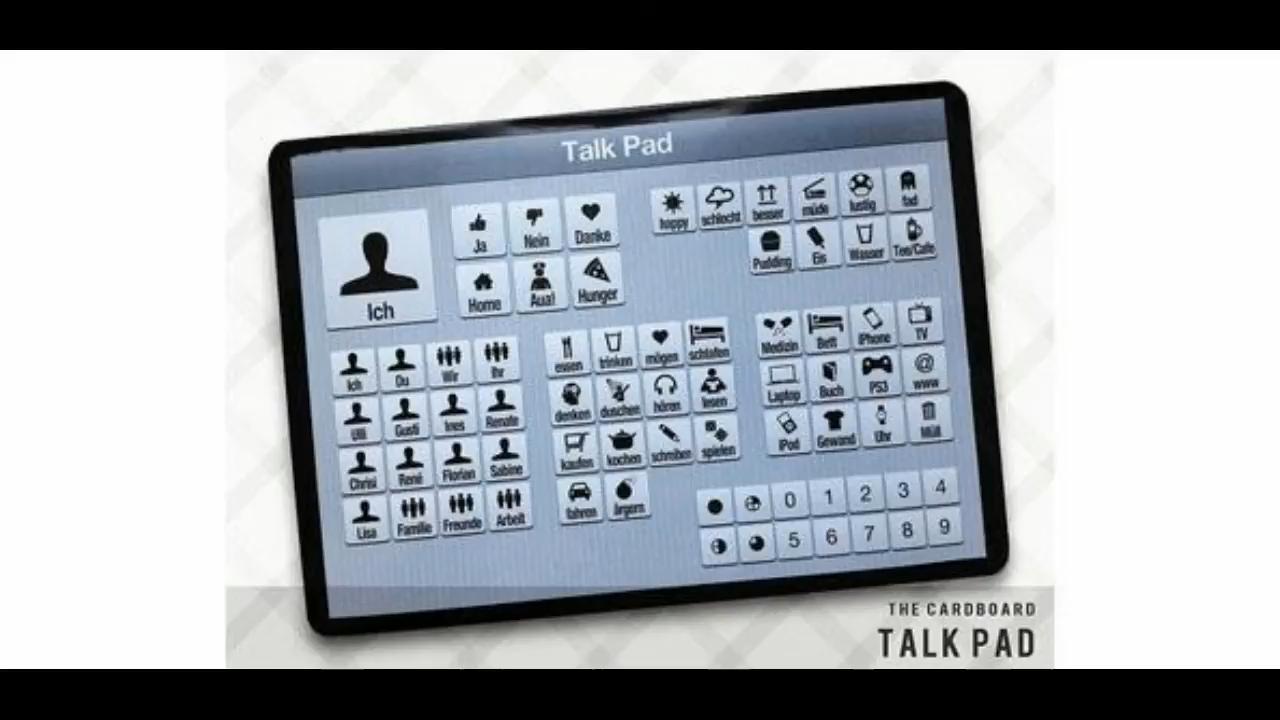 Talk Pad
Ich
Ja Nein Danke
Home Aua! Hunger
happy schlecht besser müde lustig fad
Pudding Eis Wasser Tee/Cafe
Ich Du Wir Ihr
Ulli Gusti Ines Renate
Christi René Florian Sabine
Lisa Familie Freunde Arbeit
essen trinken mögen schlafen
denken duschen hören lesen
kaufen kochen schreiben spielen
fahren ärgern
Medizin Bett iPhone TV
Laptop Buch PS3 @ www
iPod Gewand Uhr Müll
0 1 2 3 4
5 6 7 8 9
THE CARDBOARD
TALK PAD